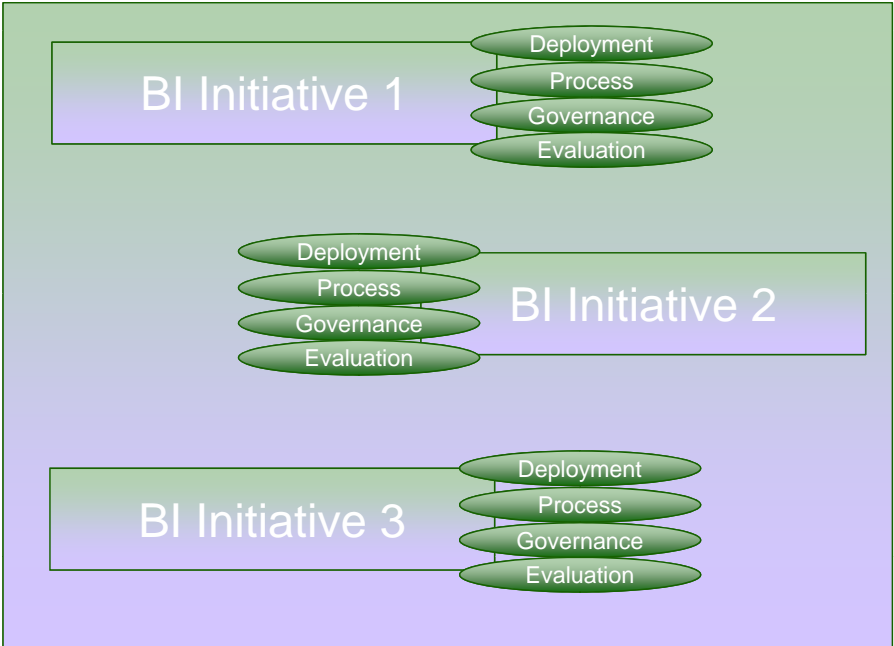 BI Initiative 1
Deployment
Process
Governance
Evaluation
Deployment
Process
Governance
Evaluation
BI Initiative 2
BI Initiative 3
Deployment
Process
Governance
Evaluation